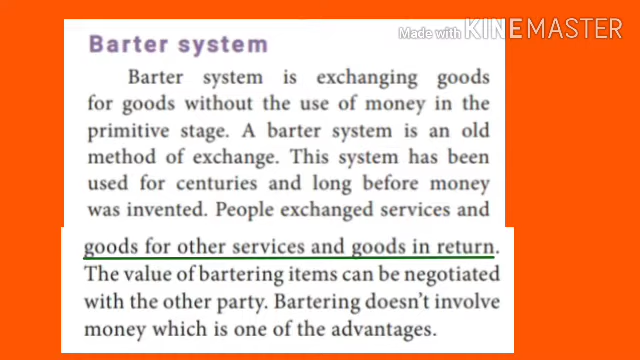 Made with KINEMASTER
Barter system
Barter system is exchanging goods
for goods without the use of money in the
primitive stage. A barter system is an old
method of exchange. This system has been
used for centuries and long before money
was invented. People exchanged services and
goods for other services and goods in return.
The value of bartering items can be negotiated
with the other party. Bartering doesn't involve
money which is one of the advantages.